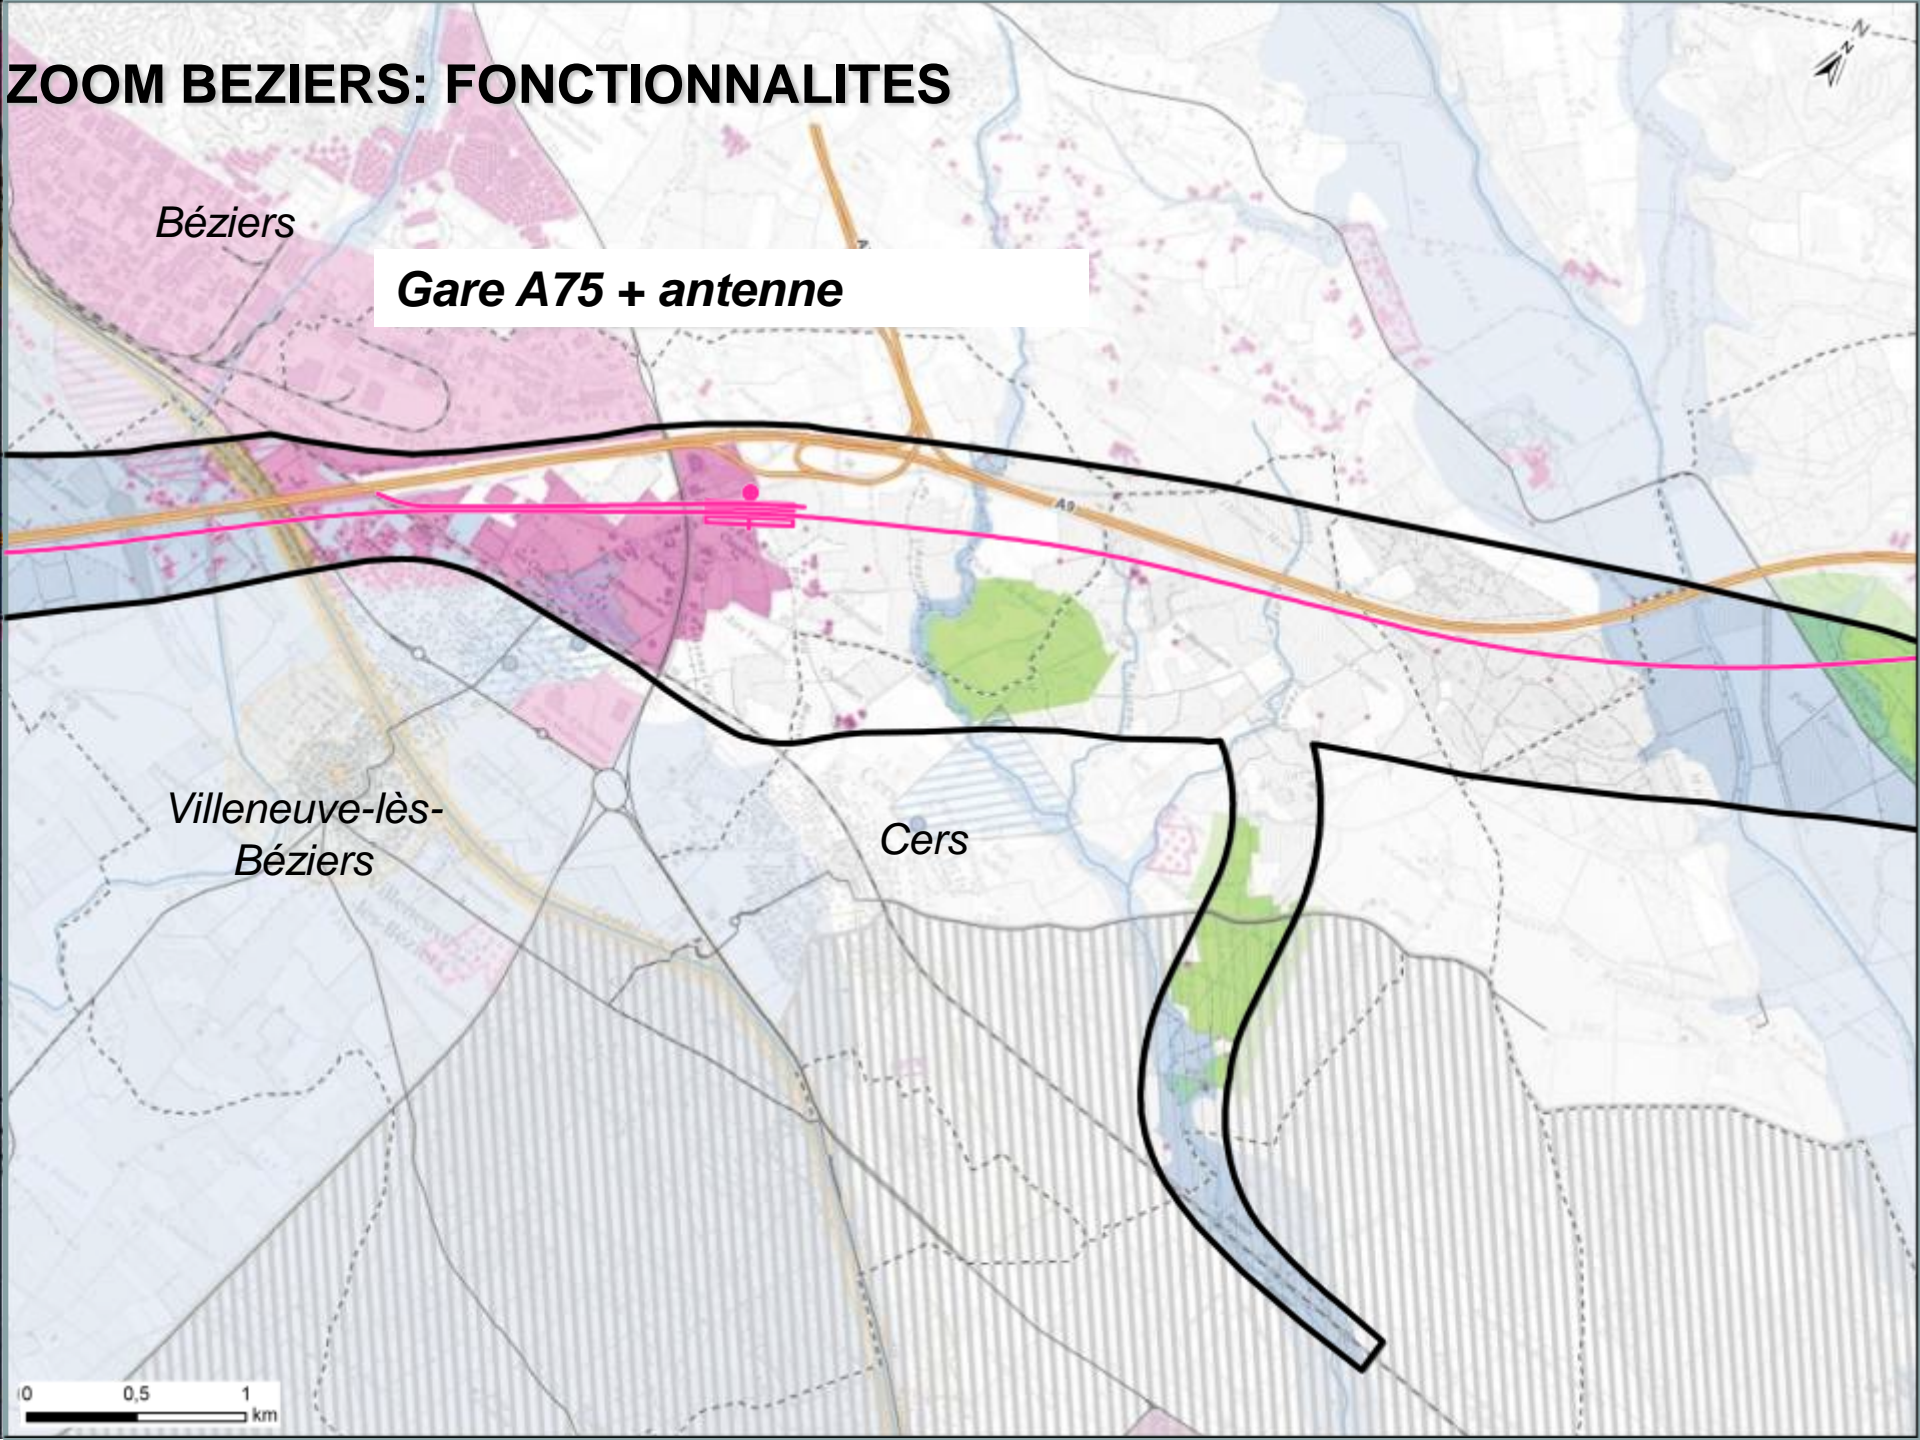 ZOOM BEZIERS: FONCTIONNALITES
N
Béziers
Gare A75 + antenne
A9
Villeneuve-lès-
Béziers
Cers
0 0,5 1
km